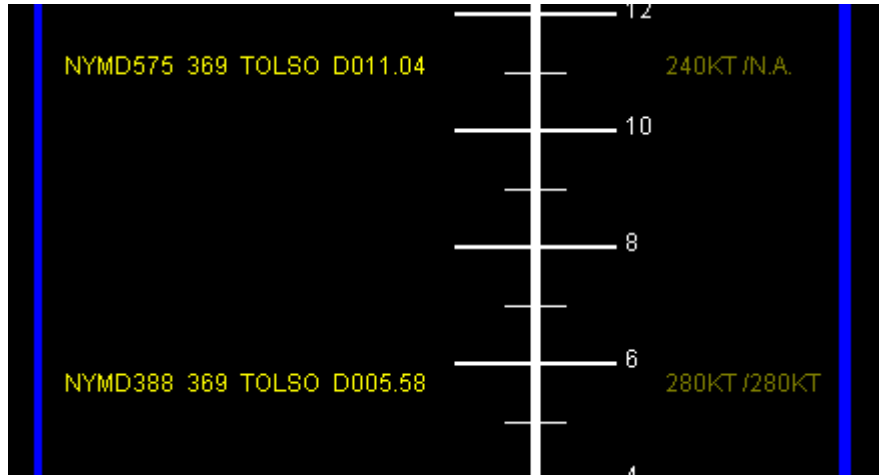 12
NYMD575 369 TOLSO D011.04 240KT/N.A.
10
8
6
NYMD388 369 TOLSO D005.58 280KT/280KT
4